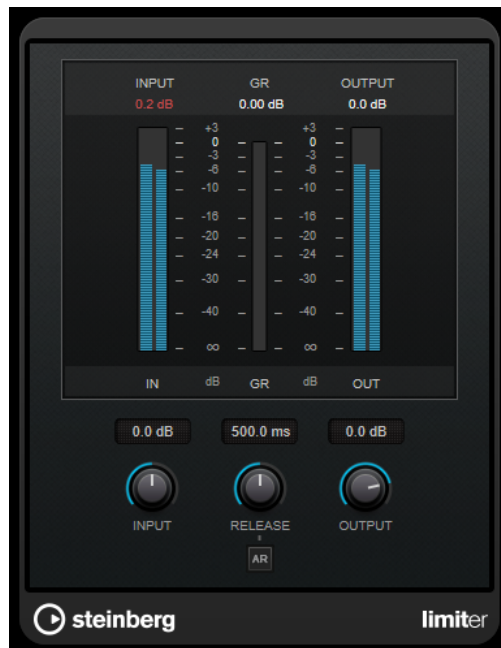 INPUT GR OUTPUT
0.2 dB 0.00 dB 0.0 dB
+3 +3
0 0
-3 -3
-6 -6
-10 -10
-16 -16
-20 -20
-24 -24
-30 -30
-40 -40
∞ ∞
IN dB GR dB OUT
0.0 dB 500.0 ms 0.0 dB
INPUT RELEASE OUTPUT
AR
steinberg limiter